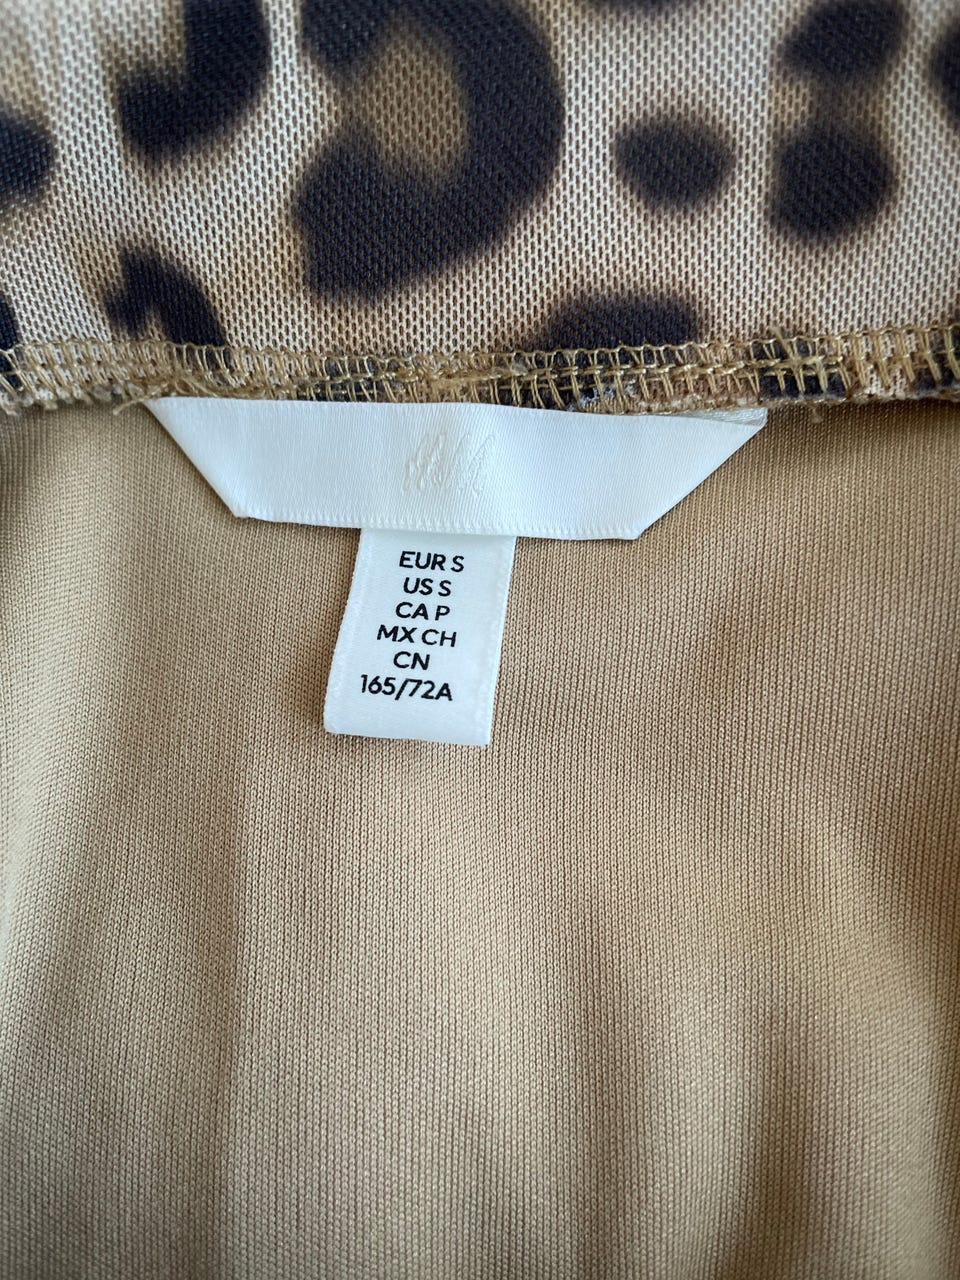 H&M
EUR S
US S
CA P
MX CH
CN
165/72A